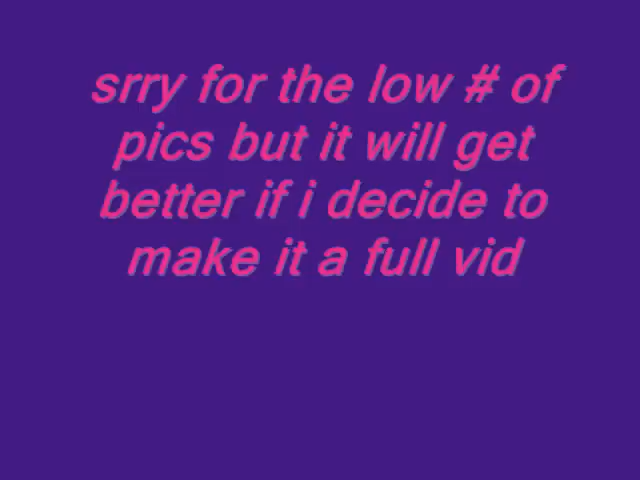 srry for the low # of
pics but it will get
better if i decide to
make it a full vid